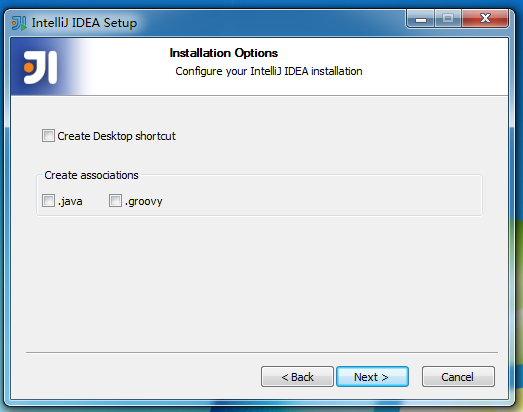 IntelliJ IDEA Setup
Installation Options
Configure your IntelliJ IDEA installation
Create Desktop shortcut
Create associations
.java .groovy
< Back Next > Cancel